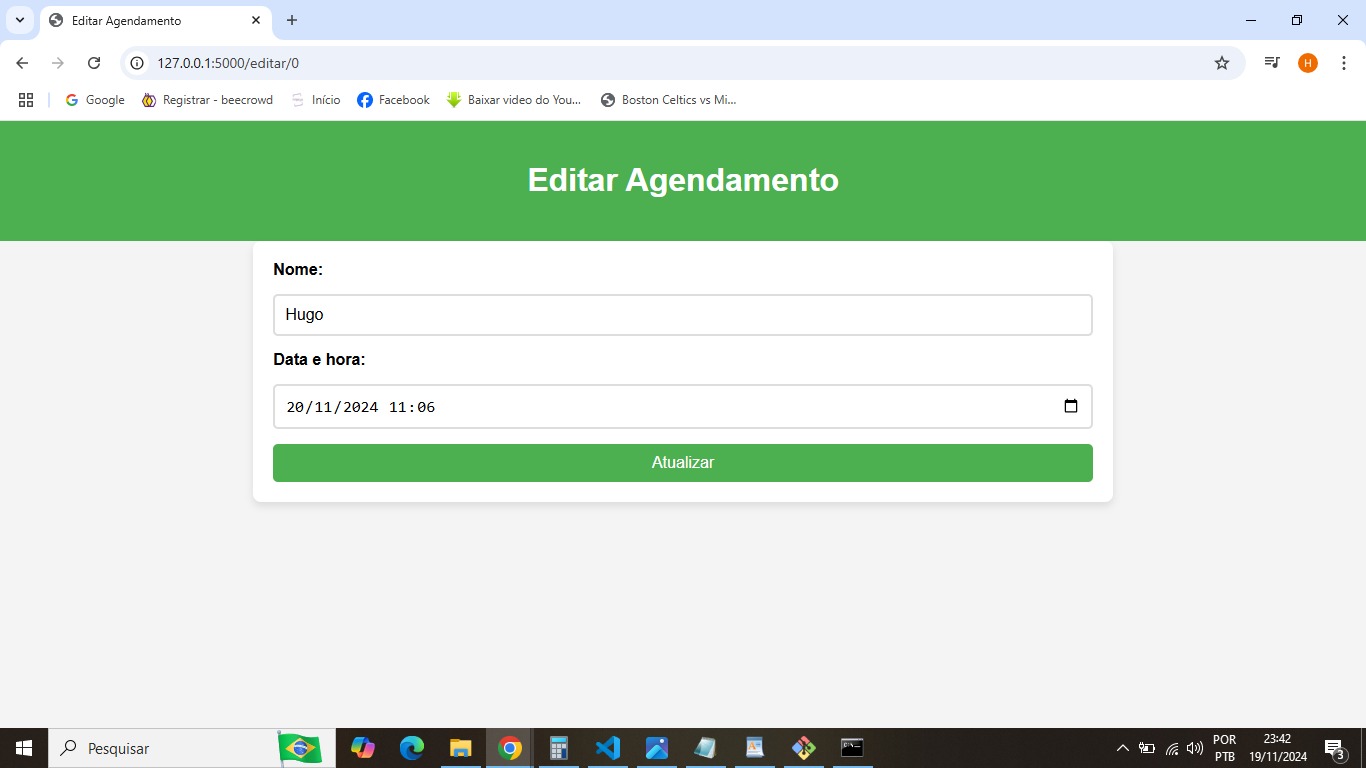 Editar Agendamento
127.0.0.1:5000/editar/0
H
Google
Registrar - beecrowd
Início
Facebook
Baixar video do You...
Boston Celtics vs Mi...
Editar Agendamento
Nome:
Hugo
Data e hora:
20/11/2024 11:06
Atualizar
Pesquisar
POR
PTB
23:42
19/11/2024
3